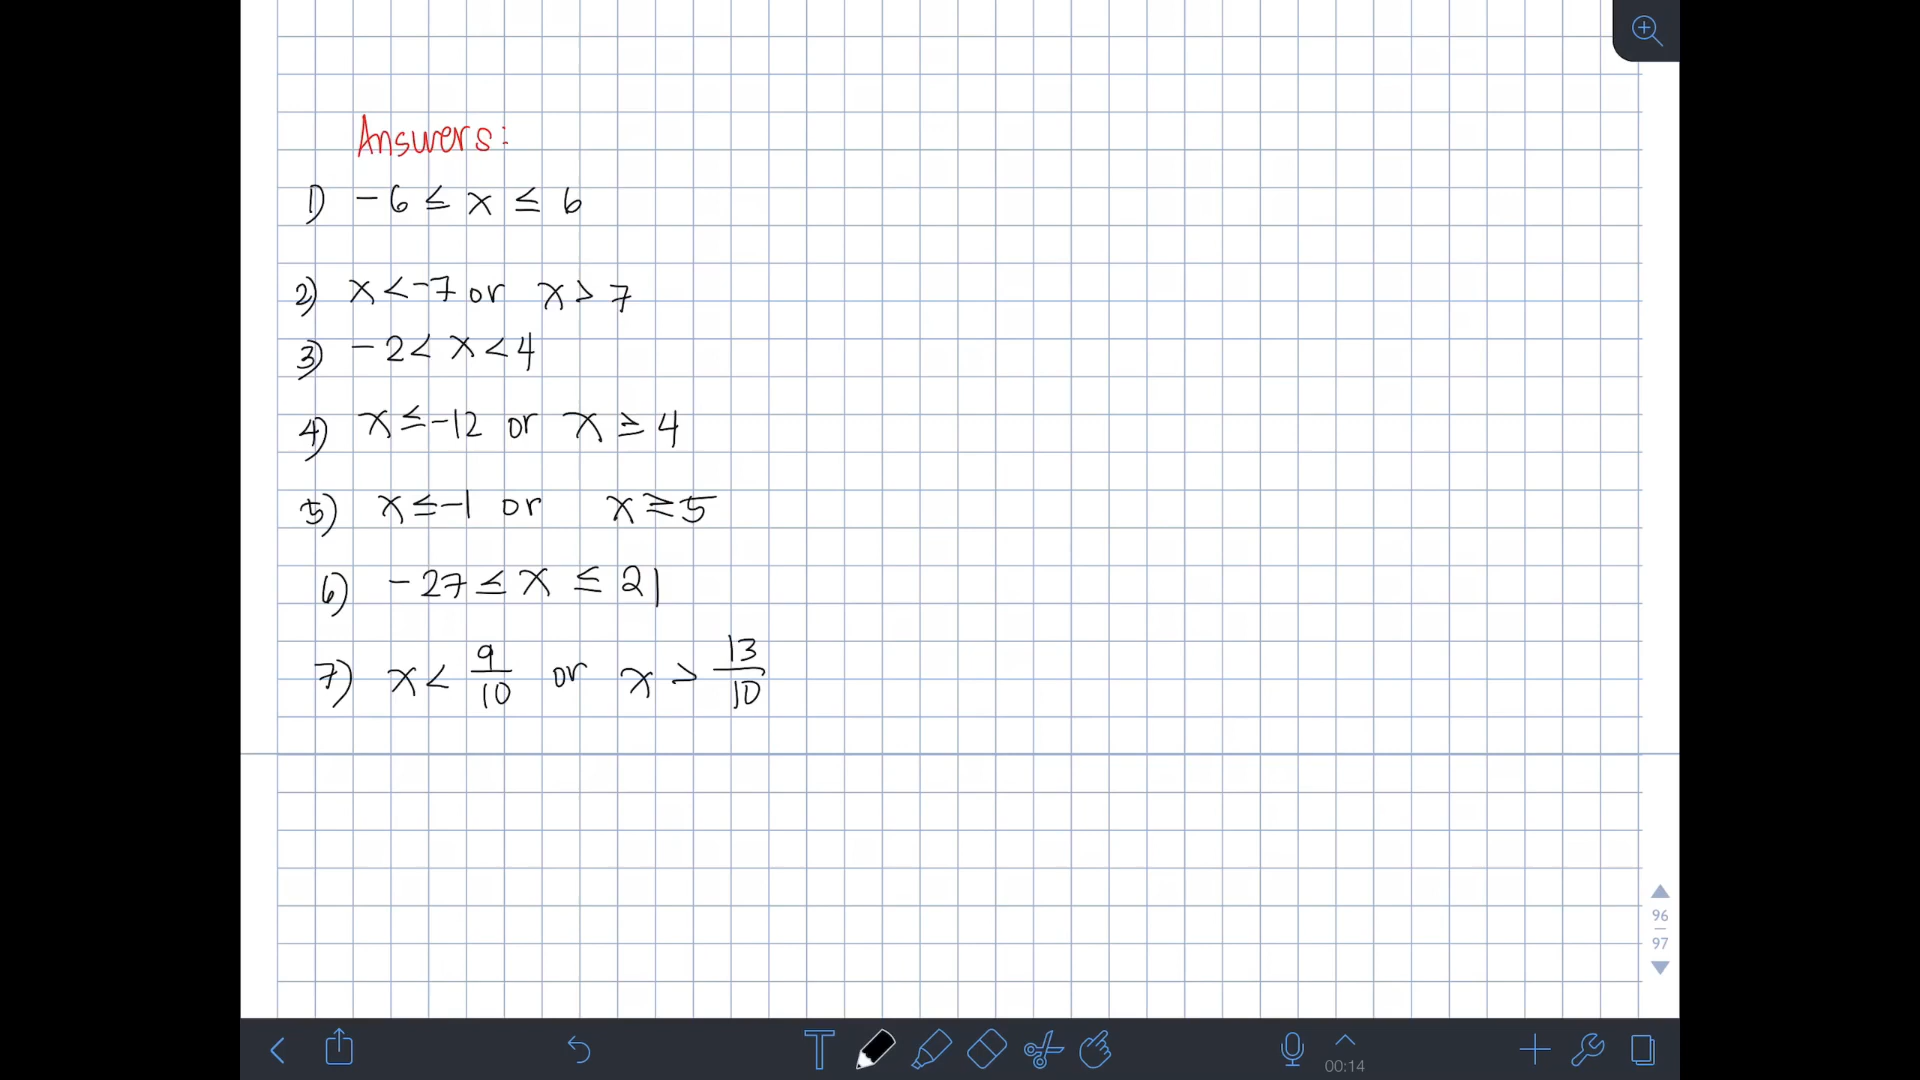 Answers:
1) -6 ≤ x ≤ 6
2) x < -7 or x > 7
3) -2 < x < 4
4) x ≤ -12 or x ≥ 4
5) x ≤ -1 or x ≥ 5
6) -27 ≤ x ≤ 21
7) x < 9/10 or x > 13/10
96
97
T
00:14